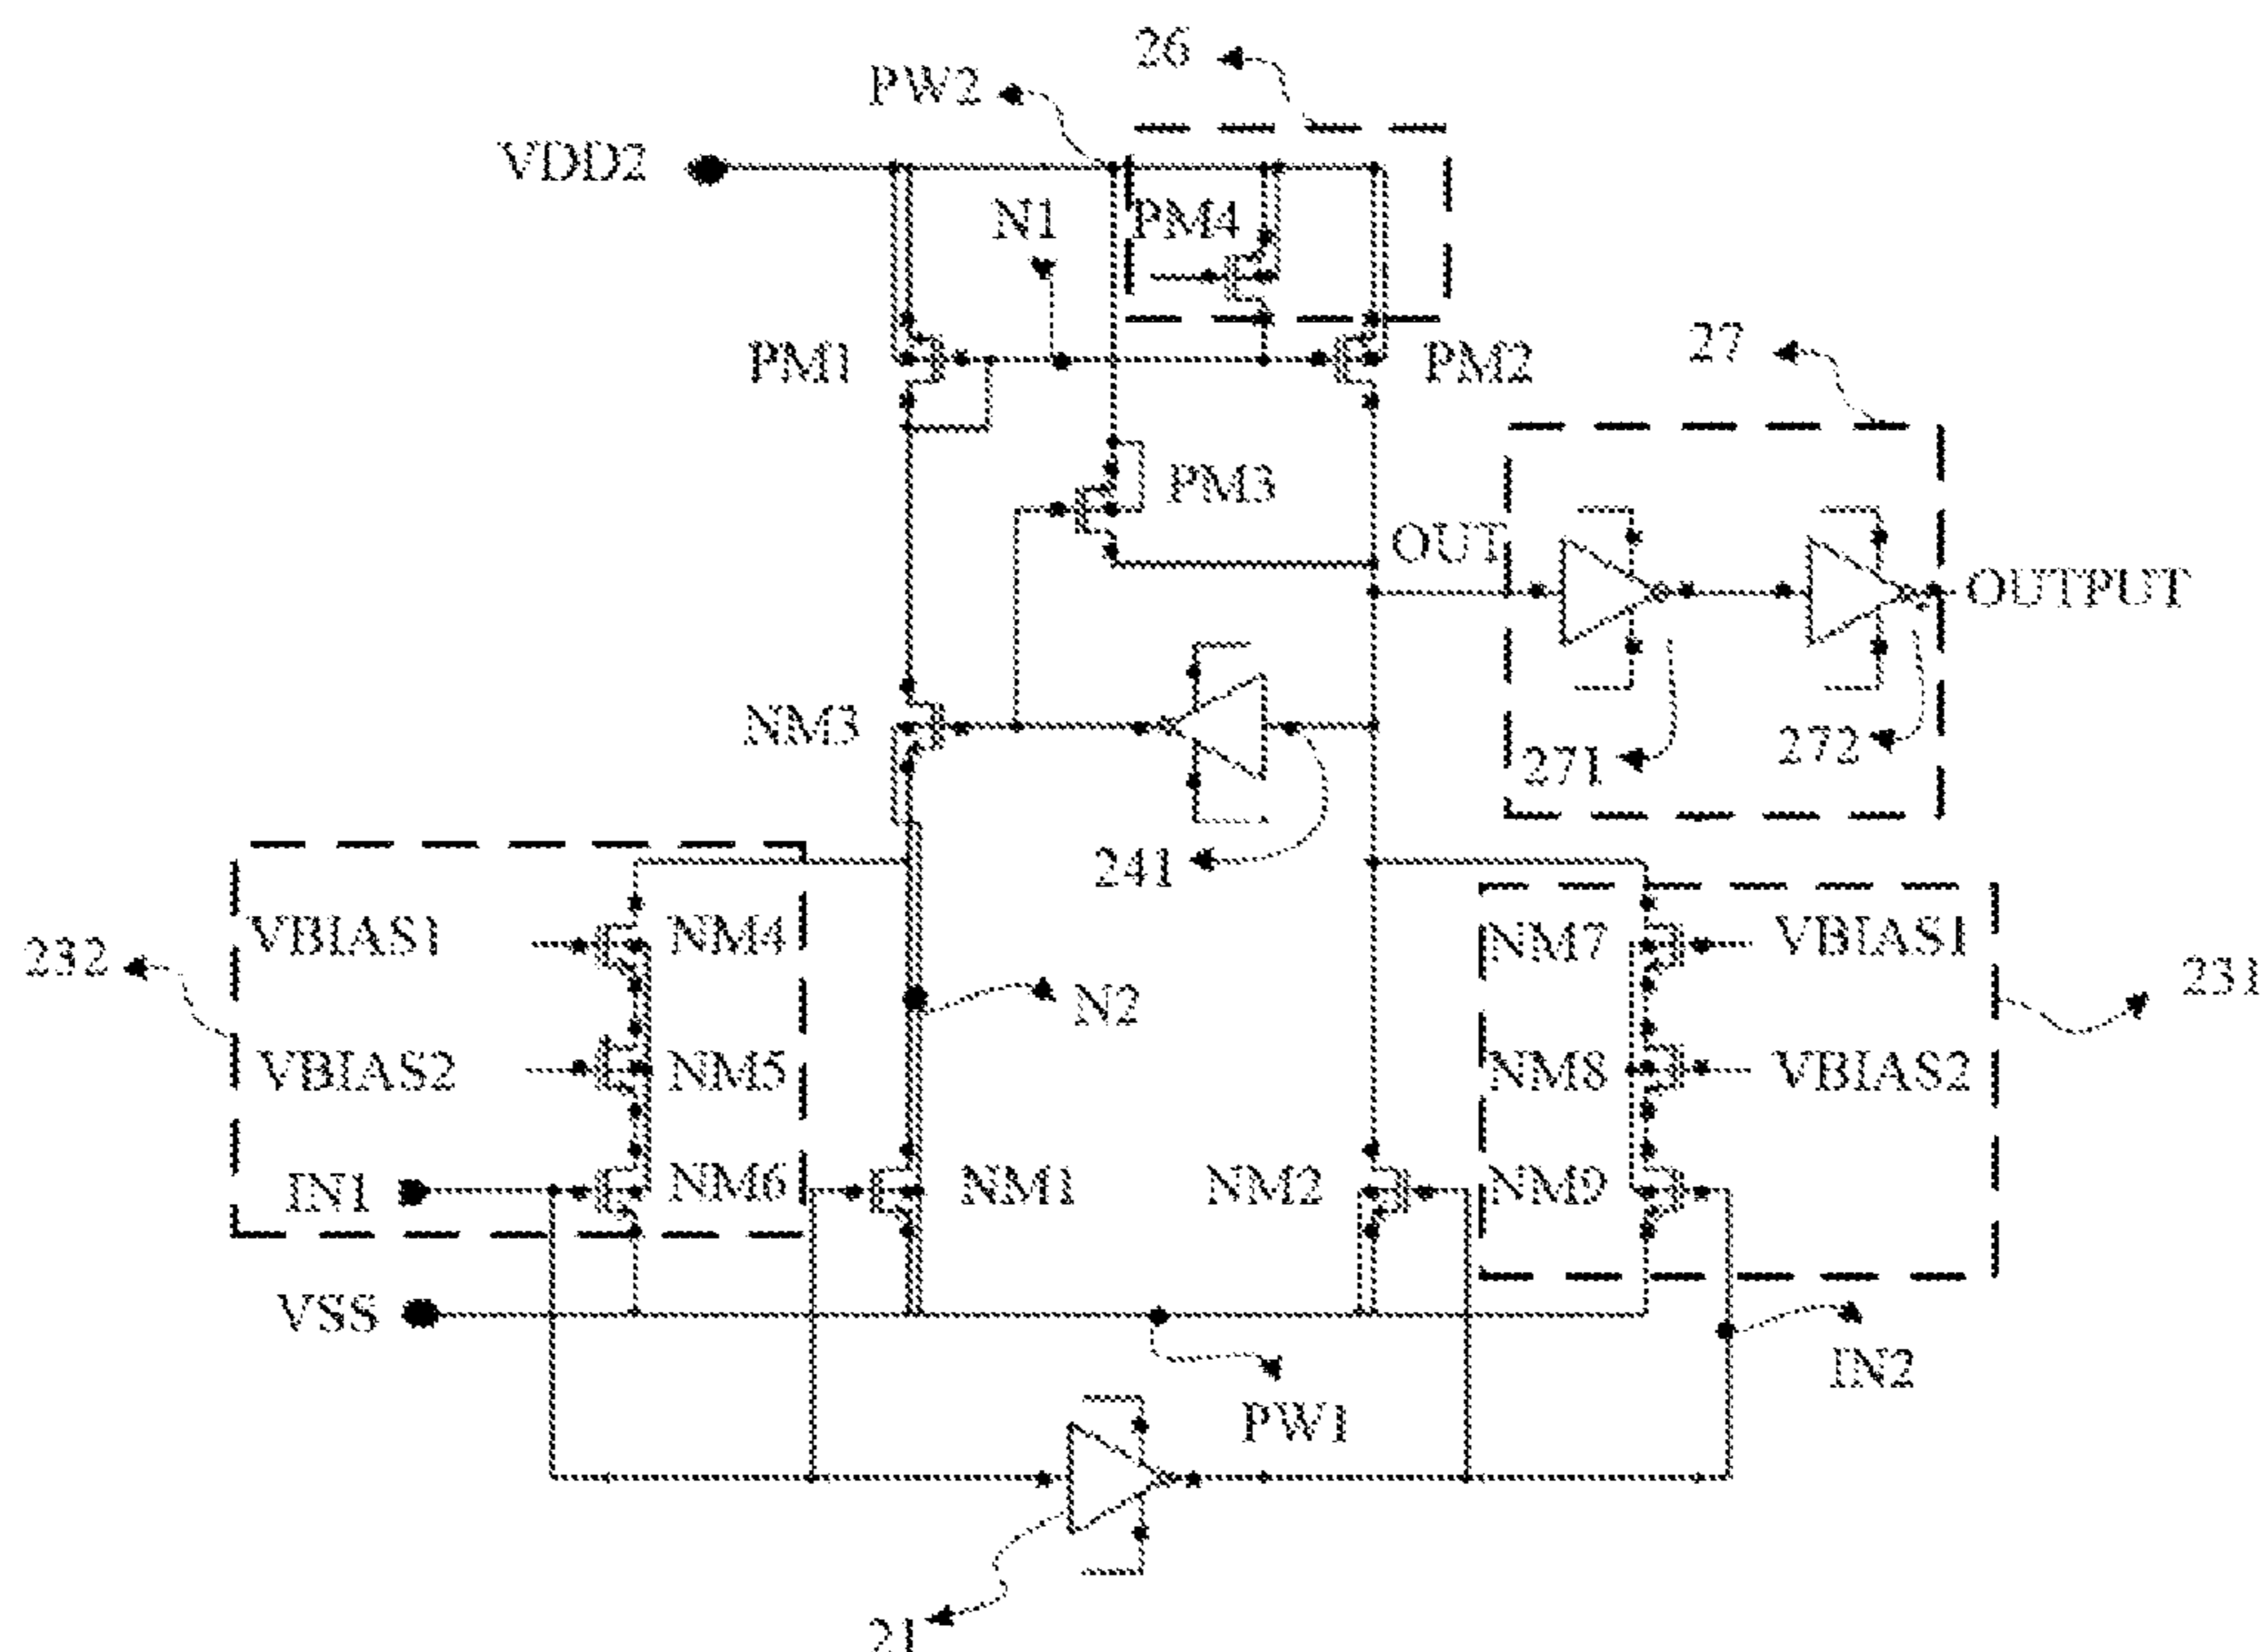 26
PW2
VDD2
N1
PM4
PM1
PM2
27
PM3
OUT
OUTPUT
NM3
271
272
241
232
VBIAS1
NM4
NM7
VBIAS1
231
N2
VBIAS2
NM5
NM8
VBIAS2
IN1
NM6
NM1
NM2
NM9
VSS
IN2
PW1
21